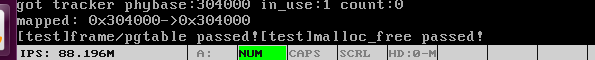 got tracker phybase:304000 in_use:1 count:0
mapped: 0x304000->0x304000
[test]frame/pgtable passed![test]malloc_free passed!
IPS: 88.196M A: NUM CAPS SCRL HD:0-M